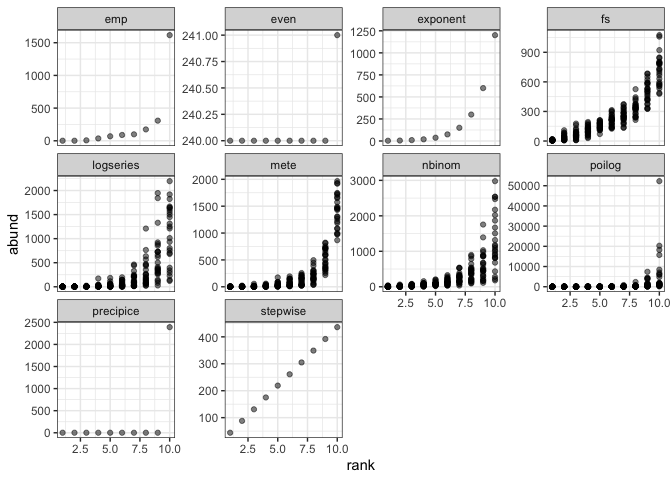 emp even exponent fs
1500 1000 500 0
241.00 240.75 240.50 240.25 240.00
1250 1000 750 500 250 0
900 600 300 0
logseries mete nbinom poilog
2000 1500 1000 500 0
2000 1500 1000 500 0
3000 2000 1000 0
50000 40000 30000 20000 10000 0
2.5 5.0 7.5 10.0 2.5 5.0 7.5 10.0
precipice stepwise
2500 2000 1500 1000 500 0
400 300 200 100
2.5 5.0 7.5 10.0 2.5 5.0 7.5 10.0
abund
rank